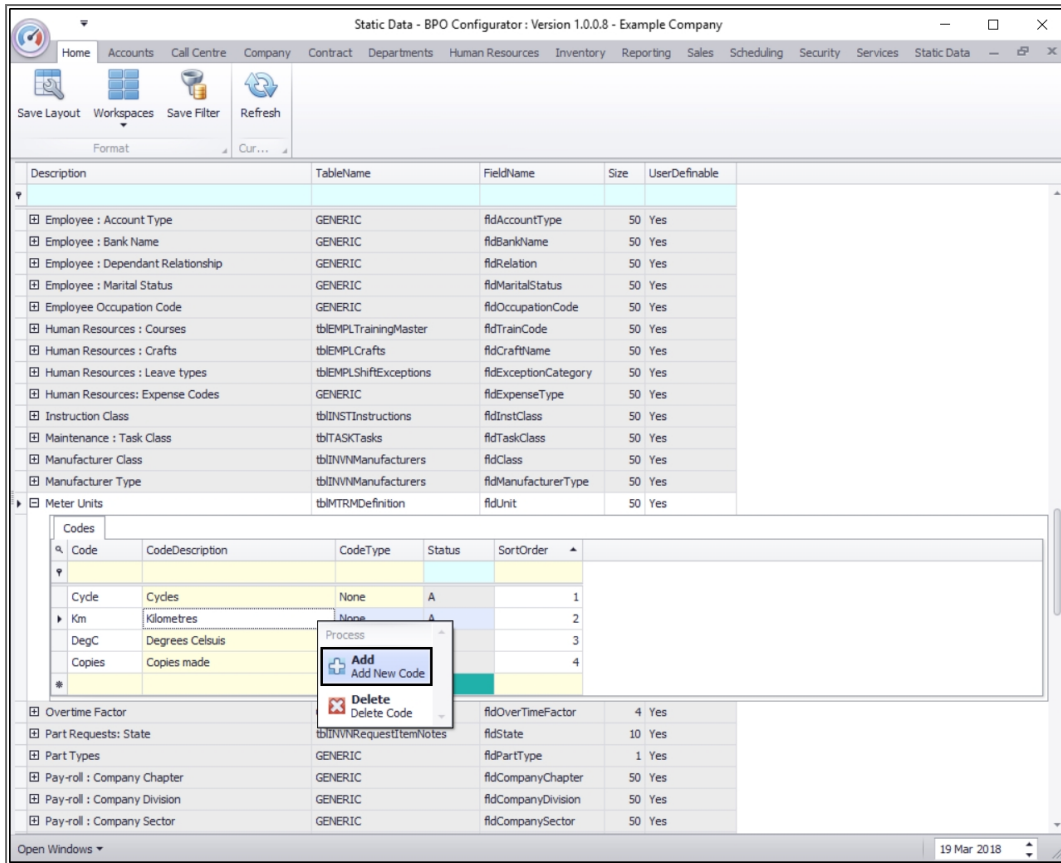 Static Data - BPO Configurator : Version 1.0.0.8 - Example Company
Home Accounts Call Centre Company Contract Departments Human Resources Inventory Reporting Sales Scheduling Security Services Static Data
Save Layout Workspaces Save Filter Refresh
Format Cur...
Description TableName FieldName Size UserDefinable
Employee : Account Type GENERIC fldAccountType 50 Yes
Employee : Bank Name GENERIC fldBankName 50 Yes
Employee : Dependant Relationship GENERIC fldRelation 50 Yes
Employee : Marital Status GENERIC fldMaritalStatus 50 Yes
Employee Occupation Code GENERIC fldOccupationCode 50 Yes
Human Resources : Courses tblEMPLTrainingMaster fldTrainCode 50 Yes
Human Resources : Crafts tblEMPLCrafts fldCraftName 50 Yes
Human Resources : Leave types tblEMPLShiftExceptions fldExceptionCategory 50 Yes
Human Resources: Expense Codes GENERIC fldExpenseType 50 Yes
Instruction Class tblINSTInstructions fldInstClass 50 Yes
Maintenance : Task Class tblTASKTasks fldTaskClass 50 Yes
Manufacturer Class tblINVNManufacturers fldClass 50 Yes
Manufacturer Type tblINVNManufacturers fldManufacturerType 50 Yes
Meter Units tblMTRMDefinition fldUnit 50 Yes
Codes
Code CodeDescription CodeType Status SortOrder
Cycle Cycles None A 1
Km Kilometres None A 2
DegC Degrees Celsuis 3
Copies Copies made 4
Process
Add
Add New Code
Delete
Delete Code
Overtime Factor fldOverTimeFactor 4 Yes
Part Requests: State tblINVNRequestItemNotes fldState 10 Yes
Part Types GENERIC fldPartType 1 Yes
Pay-roll : Company Chapter GENERIC fldCompanyChapter 50 Yes
Pay-roll : Company Division GENERIC fldCompanyDivision 50 Yes
Pay-roll : Company Sector GENERIC fldCompanySector 50 Yes
Open Windows 19 Mar 2018